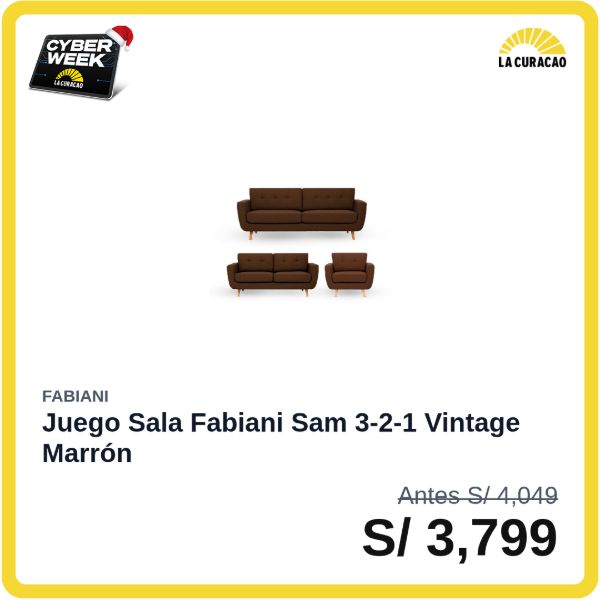 CYBER
WEEK
LA CURACAO
LA CURACAO
FABIANI
Juego Sala Fabiani Sam 3-2-1 Vintage
Marrón
Antes S/ 4,049
S/ 3,799